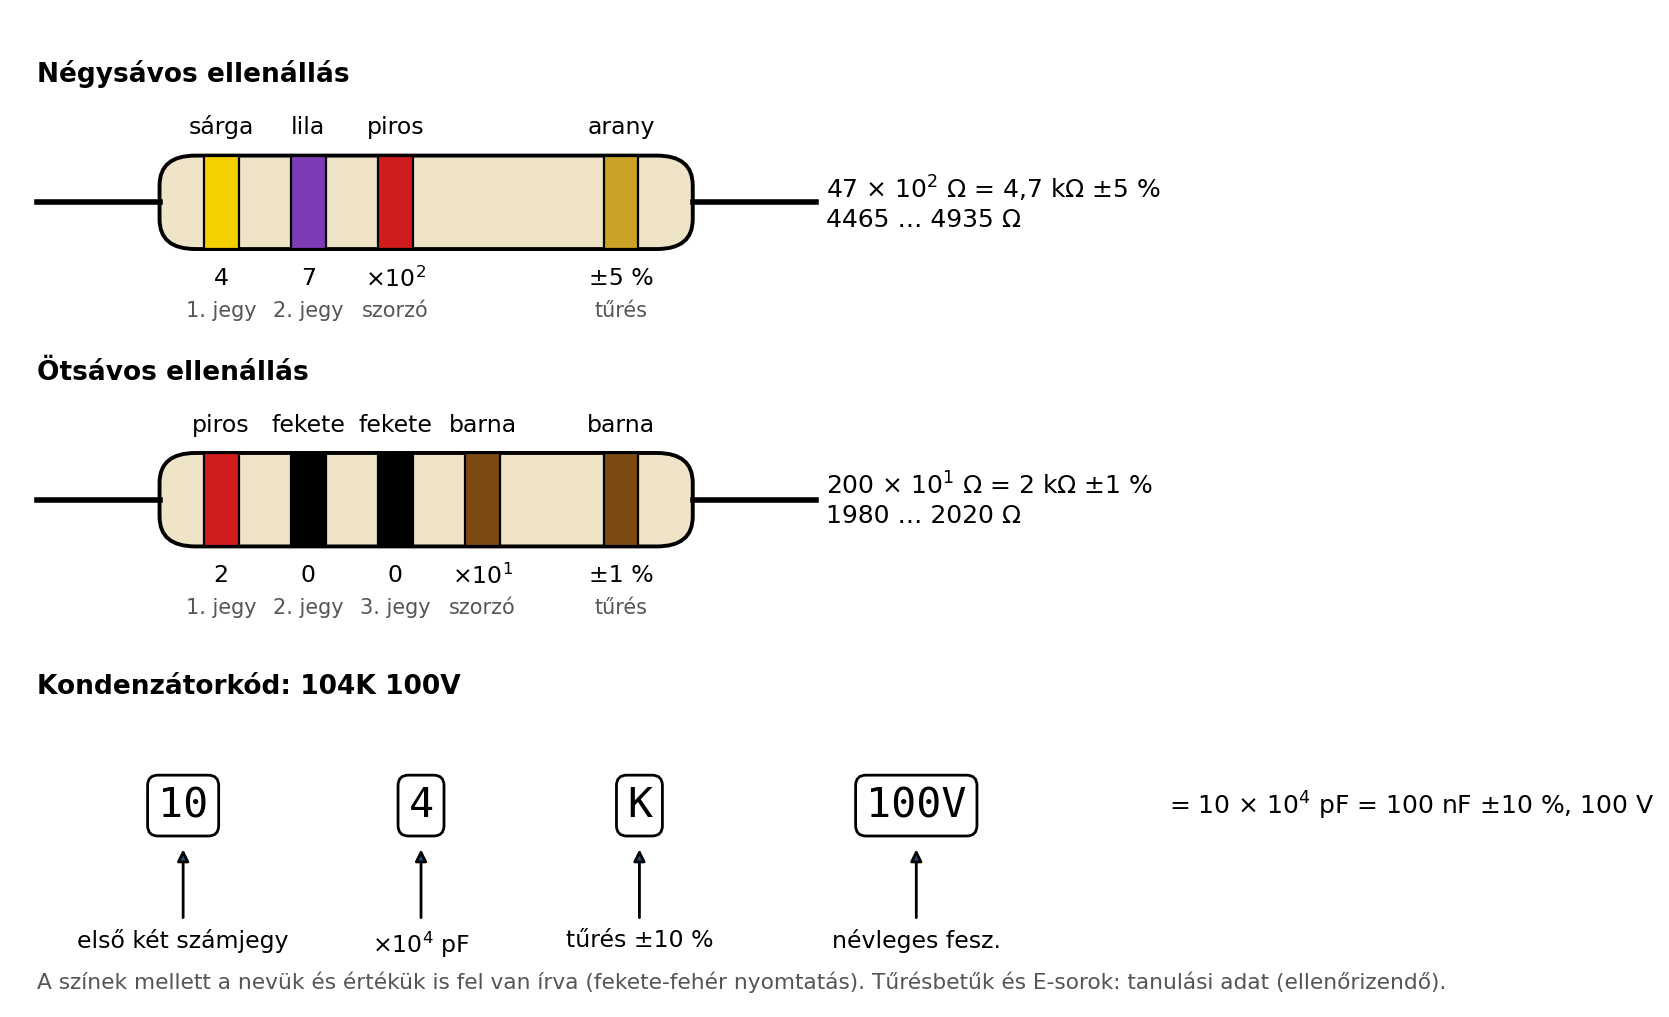 Négysávos ellenállás
sárga lila piros arany
47 × 10² Ω = 4,7 kΩ ±5 %
4465 … 4935 Ω
4 7 ×10² ±5 %
1. jegy 2. jegy szorzó tűrés
Ötsávos ellenállás
piros fekete fekete barna barna
200 × 10¹ Ω = 2 kΩ ±1 %
1980 … 2020 Ω
2 0 0 ×10¹ ±1 %
1. jegy 2. jegy 3. jegy szorzó tűrés
Kondenzátorkód: 104K 100V
10 4 K 100V = 10 × 10⁴ pF = 100 nF ±10 %, 100 V
első két számjegy ×10⁴ pF tűrés ±10 % névleges fesz.
A színek mellett a nevük és értékük is fel van írva (fekete-fehér nyomtatás). Tűrésbetűk és E-sorok: tanulási adat (ellenőrizendő).